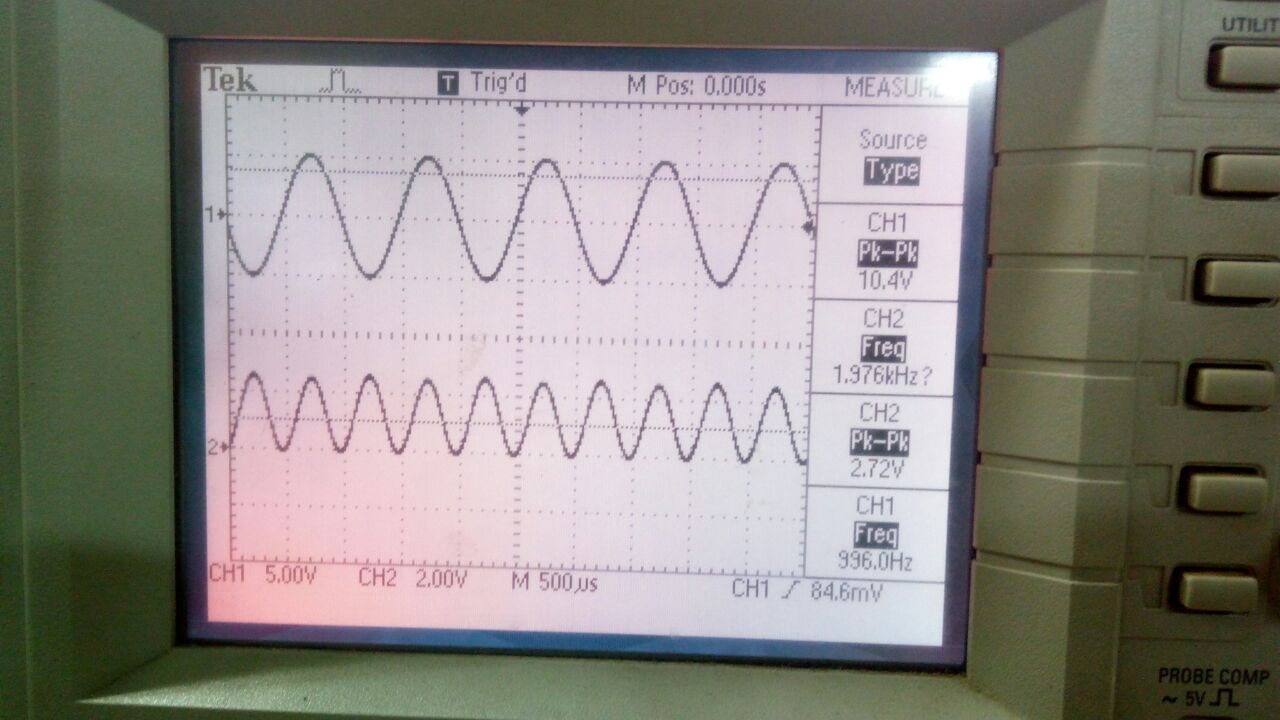 UTILIT
Tek T Trig'd M Pos: 0.000s MEASURE
Source
Type
1
CH1
Pk-Pk
10.4V
CH2
Freq
1.976kHz?
CH2
Pk-Pk
2.72V
2
CH1
Freq
996.0Hz
CH1 5.00V CH2 2.00V M 500µs CH1 84.6mV
PROBE COMP
~ 5V